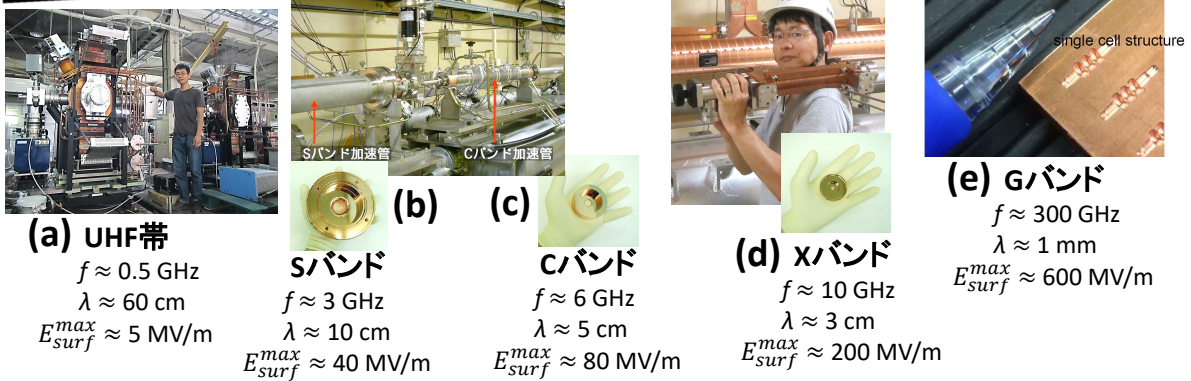 Sバンド加速管
Cバンド加速管
single cell structure
(a) UHF帯
f ≈ 0.5 GHz
λ ≈ 60 cm
E_surf^max ≈ 5 MV/m
(b)
Sバンド
f ≈ 3 GHz
λ ≈ 10 cm
E_surf^max ≈ 40 MV/m
(c)
Cバンド
f ≈ 6 GHz
λ ≈ 5 cm
E_surf^max ≈ 80 MV/m
(d) Xバンド
f ≈ 10 GHz
λ ≈ 3 cm
E_surf^max ≈ 200 MV/m
(e) Gバンド
f ≈ 300 GHz
λ ≈ 1 mm
E_surf^max ≈ 600 MV/m